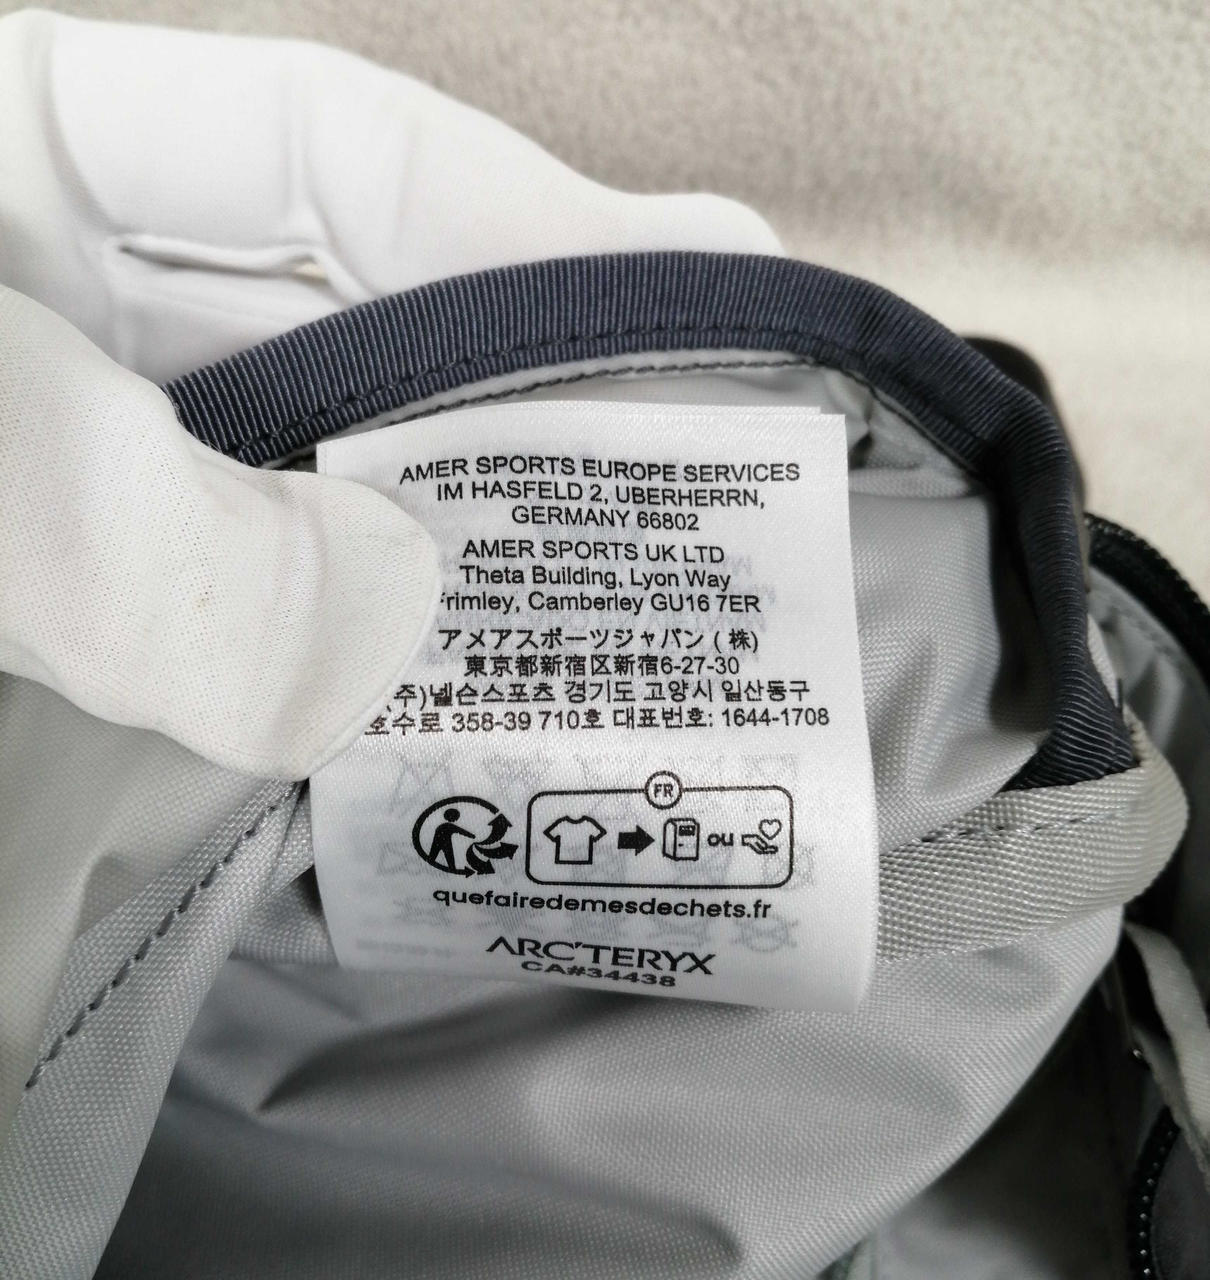 AMER SPORTS EUROPE SERVICES
IM HASFELD 2, UBERHERRN,
GERMANY 66802
AMER SPORTS UK LTD
Theta Building, Lyon Way
Frimley, Camberley GU16 7ER
アメアスポーツジャパン (株)
東京都新宿区新宿6-27-30
(주)넬슨스포츠 경기도 고양시 일산동구
호수로 358-39 710호 대표번호: 1644-1708
FR
ou
quefairedemesdechets.fr
ARC'TERYX
CA#34438